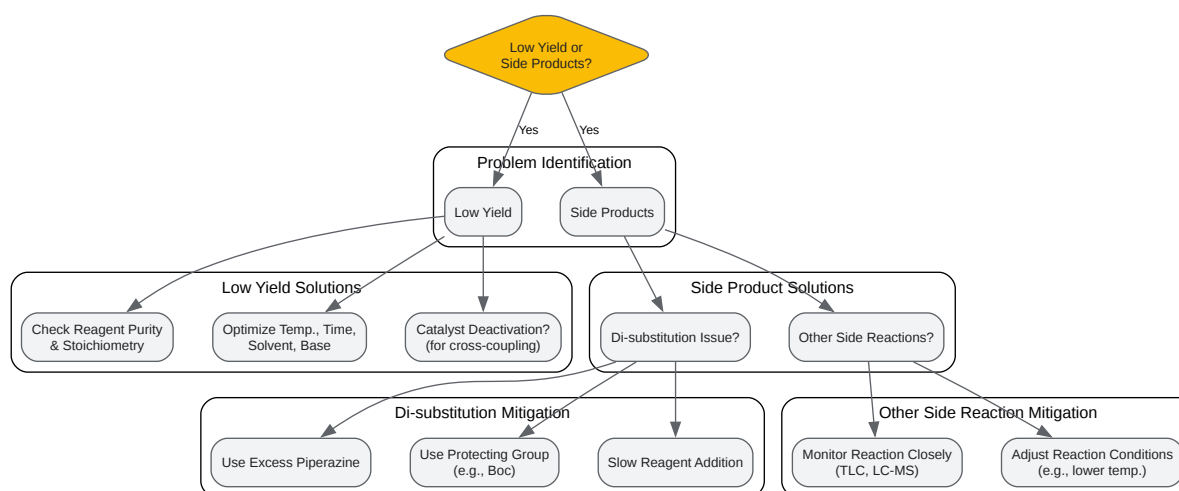 Low Yield or
Side Products?
Yes
Yes
Problem Identification
Low Yield
Side Products
Low Yield Solutions
Side Product Solutions
Check Reagent Purity
& Stoichiometry
Optimize Temp., Time,
Solvent, Base
Catalyst Deactivation?
(for cross-coupling)
Di-substitution Issue?
Other Side Reactions?
Di-substitution Mitigation
Other Side Reaction Mitigation
Use Excess Piperazine
Use Protecting Group
(e.g., Boc)
Slow Reagent Addition
Monitor Reaction Closely
(TLC, LC-MS)
Adjust Reaction Conditions
(e.g., lower temp.)